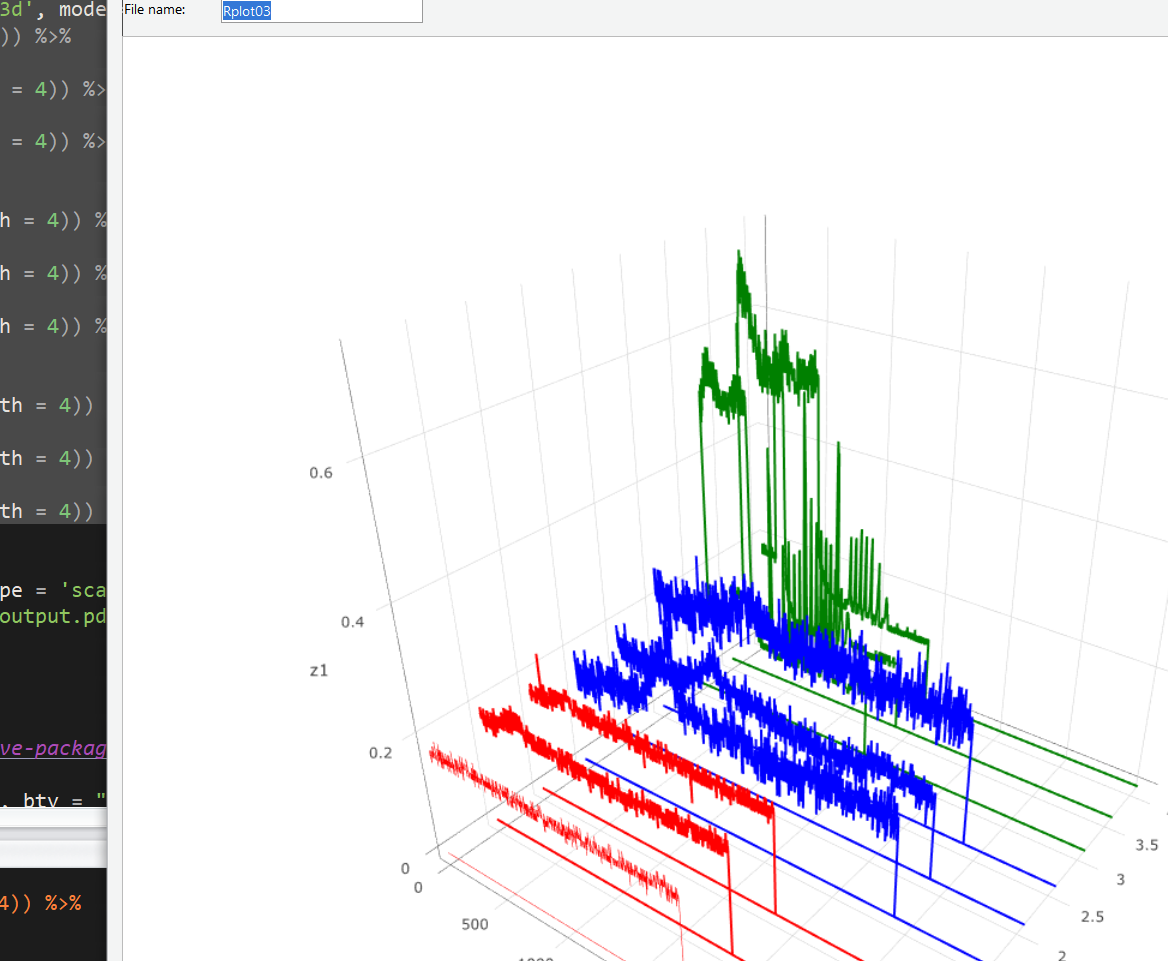 3d', mode
)) %>%
= 4)) %>
= 4)) %>
h = 4)) %
h = 4)) %
h = 4)) %
th = 4))
th = 4))
th = 4))
pe = 'sca
output.pd
ve-packag
, bty = "
4)) %>%
File name: Rplot03
0.6
0.4
z1
0.2
0
0
500
1000
3.5
3
2.5
2